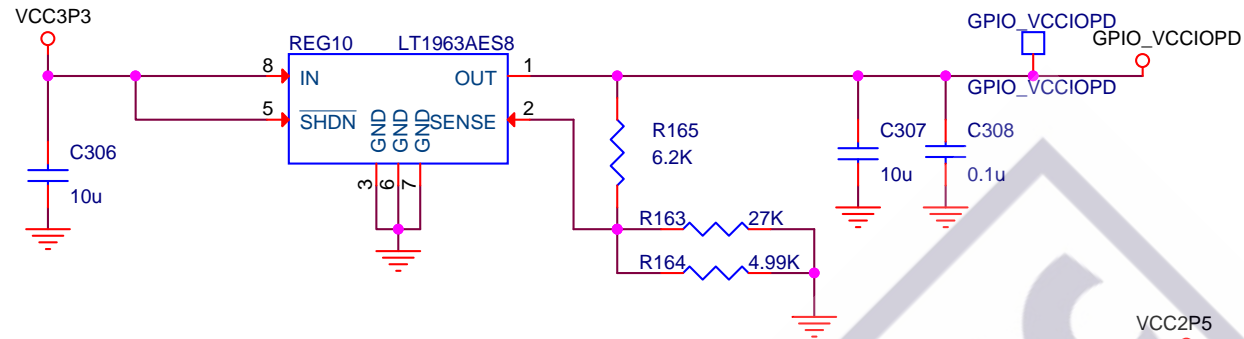 VCC3P3
GPIO_VCCIOPD
GPIO_VCCIOPD
REG10
LT1963AES8
8
IN
OUT
1
GPIO_VCCIOPD
5
SHDN
GND
GND
GND
SENSE
2
C306
10u
3
6
7
R165
6.2K
C307
10u
C308
0.1u
R163
27K
R164
4.99K
VCC2P5